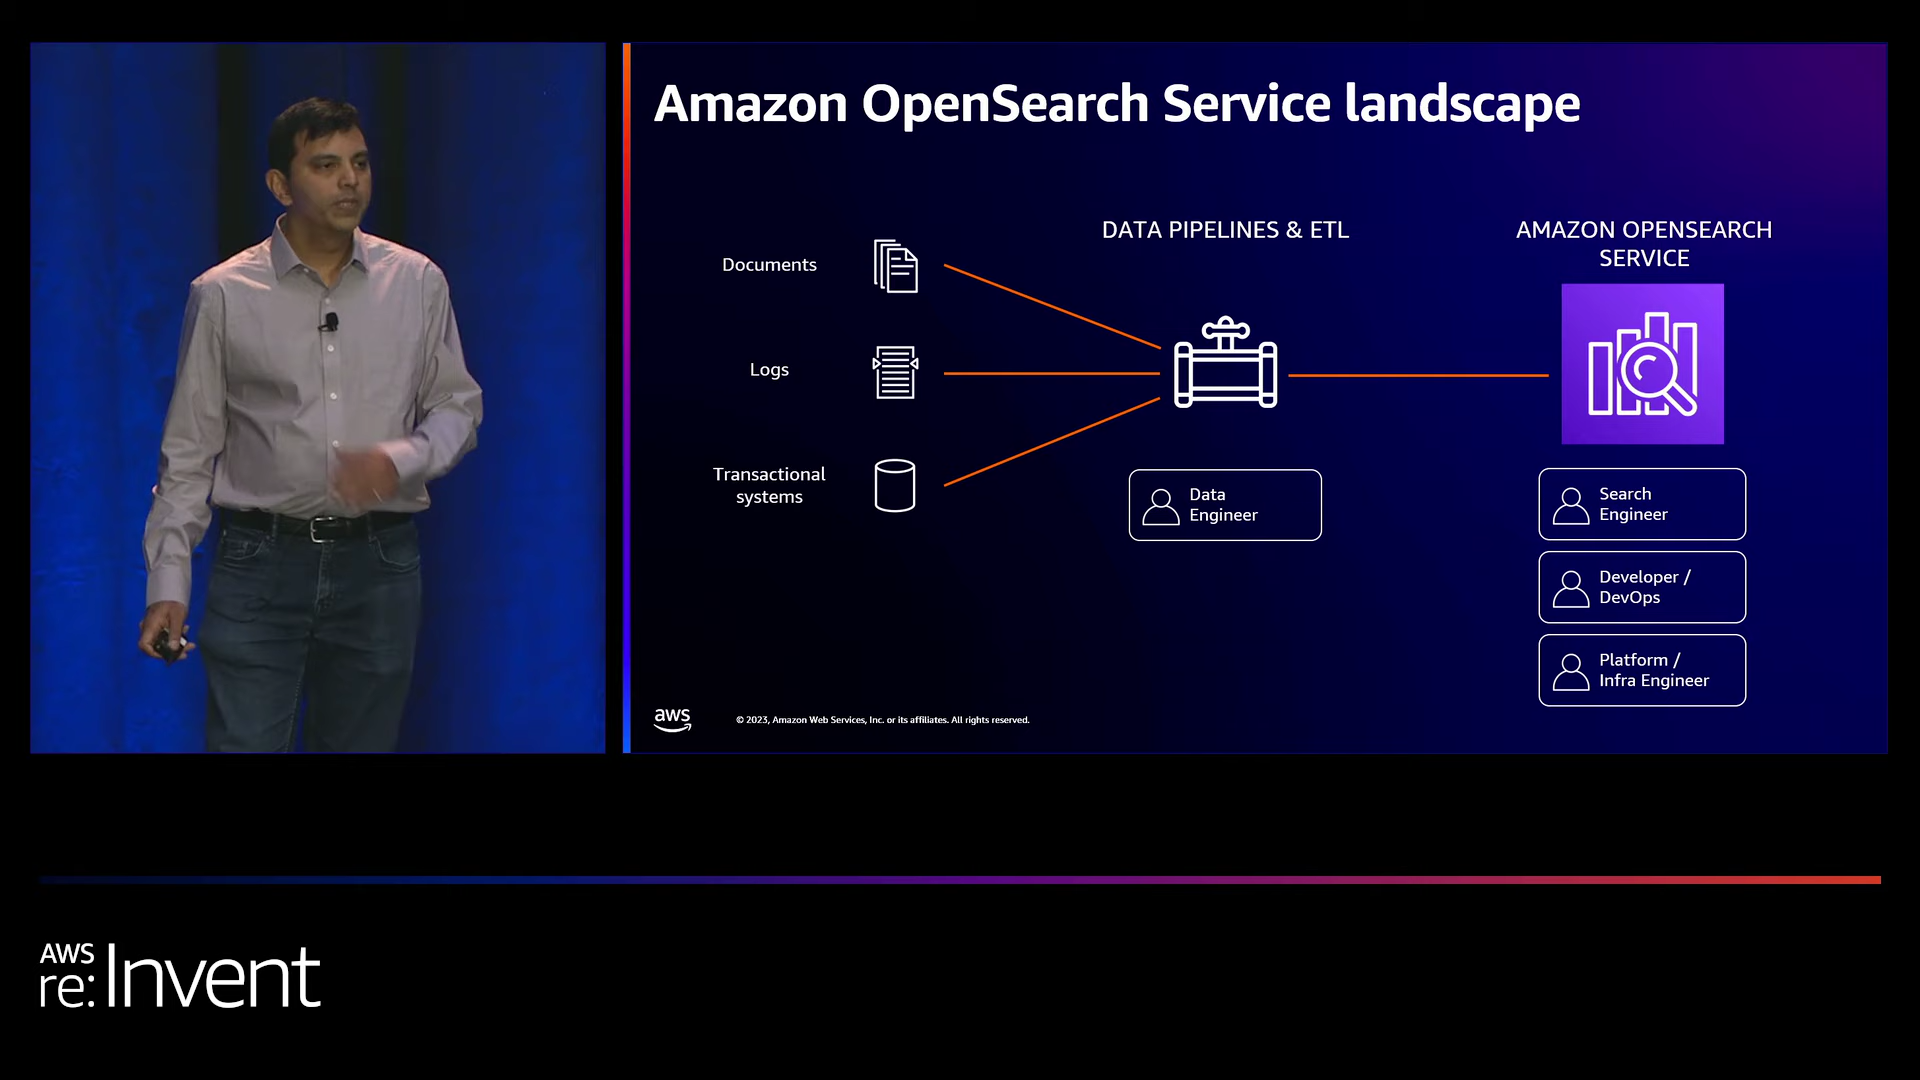 Amazon OpenSearch Service landscape
Documents
Logs
Transactional
systems
DATA PIPELINES & ETL
Data
Engineer
AMAZON OPENSEARCH
SERVICE
Search
Engineer
Developer /
DevOps
Platform /
Infra Engineer
aws
© 2023, Amazon Web Services, Inc. or its affiliates. All rights reserved.
AWS
re:Invent